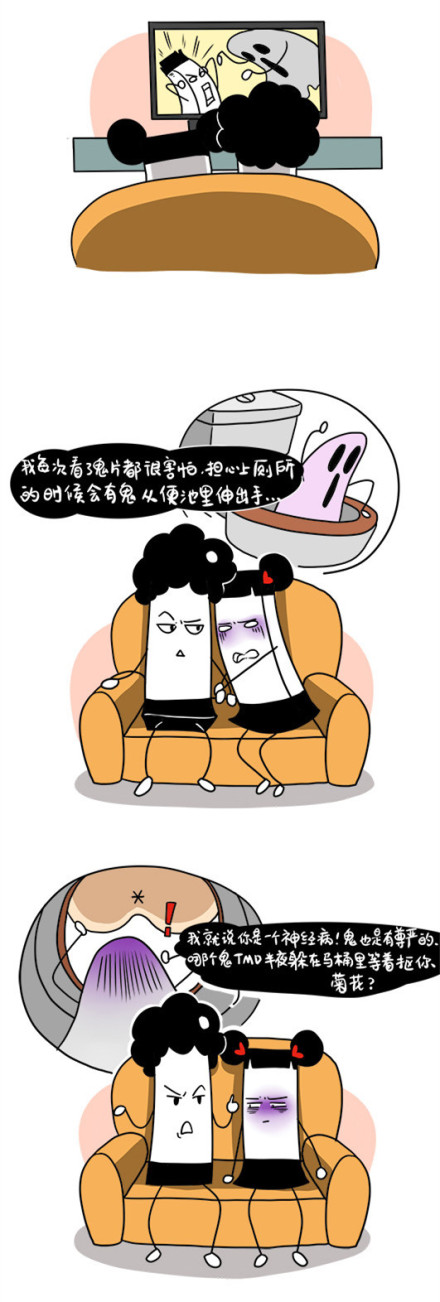 我每次看了鬼片都很害怕.担心上厕所
的时候会有鬼从便池里伸出手...
我就说你是一个神经病!鬼也是有尊严的、
哪个鬼TMD半夜躲在马桶里等着抠你、
菊花?